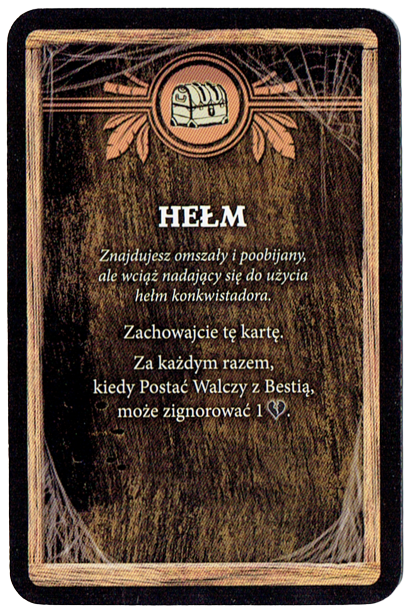 HEŁM
Znajdujesz omszały i poobijany,
ale wciąż nadający się do użycia
hełm konkwistadora.
Zachowajcie tę kartę.
Za każdym razem,
kiedy Postać Walczy z Bestią,
może zignorować 1 💔.